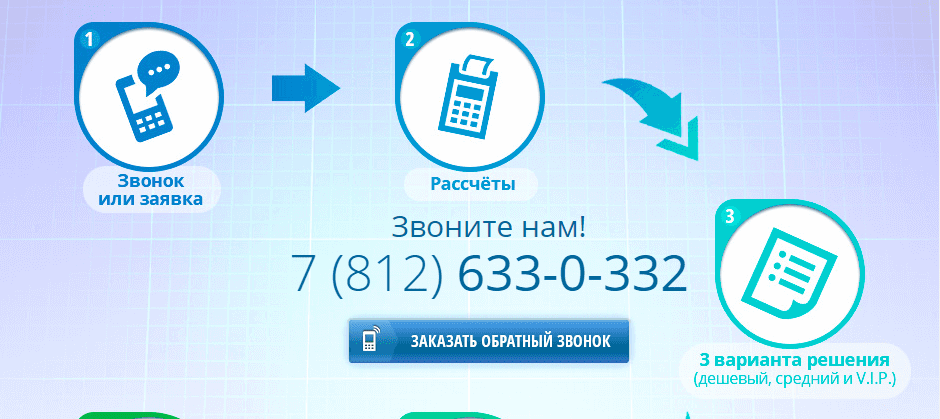 1
Звонок
или заявка
2
Рассчёты
Звоните нам!
7 (812) 633-0-332
ЗАКАЗАТЬ ОБРАТНЫЙ ЗВОНОК
3
3 варианта решения
(дешевый, средний и V.I.P.)